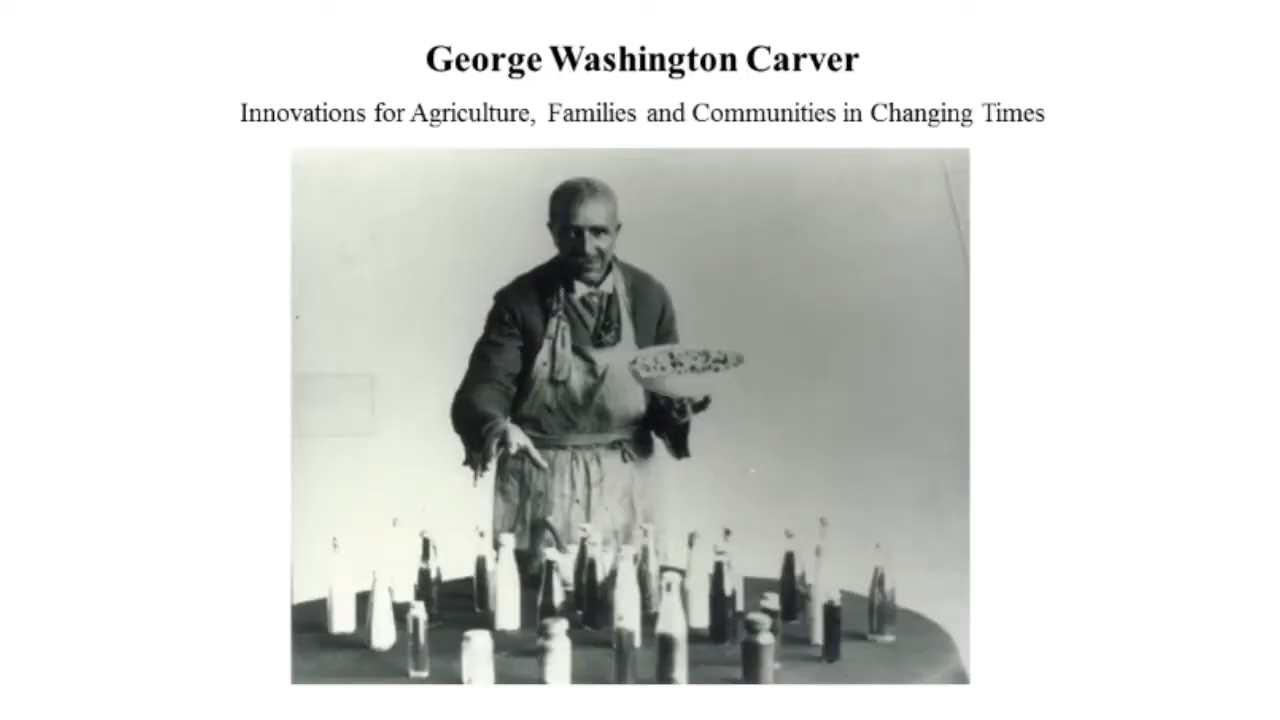 George Washington Carver
Innovations for Agriculture, Families and Communities in Changing Times